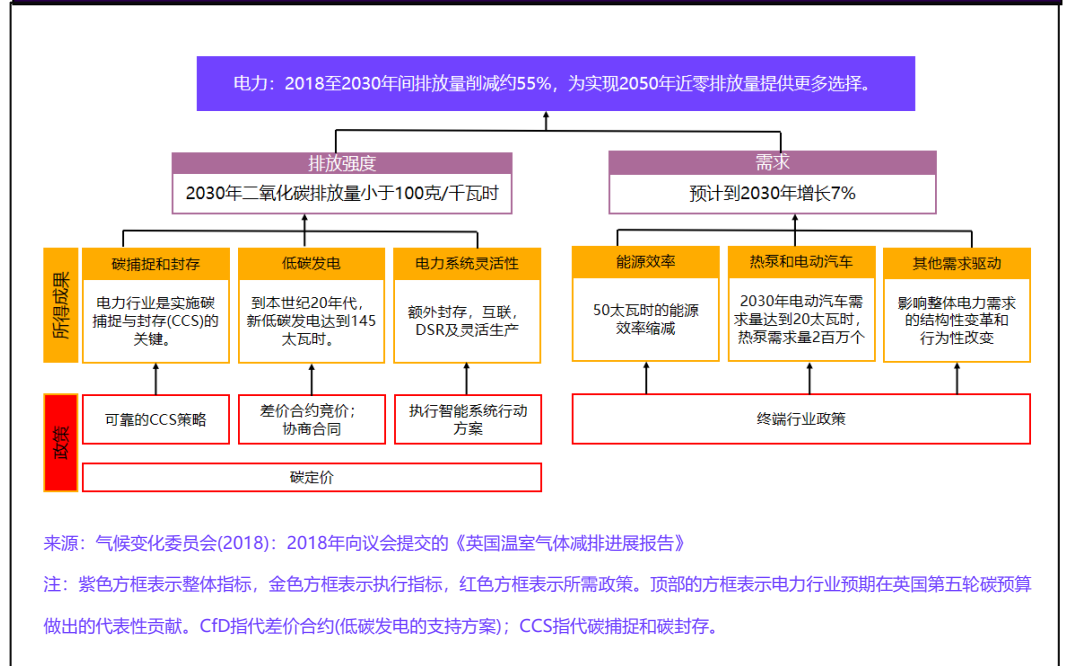 电力：2018至2030年间排放量削减约55%，为实现2050年近零排放量提供更多选择。
排放强度
2030年二氧化碳排放量小于100克/千瓦时
需求
预计到2030年增长7%
所得成果
碳捕捉和封存
电力行业是实施碳
捕捉与封存(CCS)的
关键。
低碳发电
到本世纪20年代，
新低碳发电达到145
太瓦时。
电力系统灵活性
额外封存，互联，
DSR及灵活生产
能源效率
50太瓦时的能源
效率缩减
热泵和电动汽车
2030年电动汽车需
求量达到20太瓦时，
热泵需求量2百万个
其他需求驱动
影响整体电力需求
的结构性变革和
行为性改变
政策
可靠的CCS策略
差价合约竞价；
协商合同
执行智能系统行动
方案
终端行业政策
碳定价
来源：气候变化委员会(2018)：2018年向议会提交的《英国温室气体减排进展报告》
注：紫色方框表示整体指标，金色方框表示执行指标，红色方框表示所需政策。顶部的方框表示电力行业预期在英国第五轮碳预算
做出的代表性贡献。CfD指代差价合约(低碳发电的支持方案)；CCS指代碳捕捉和碳封存。